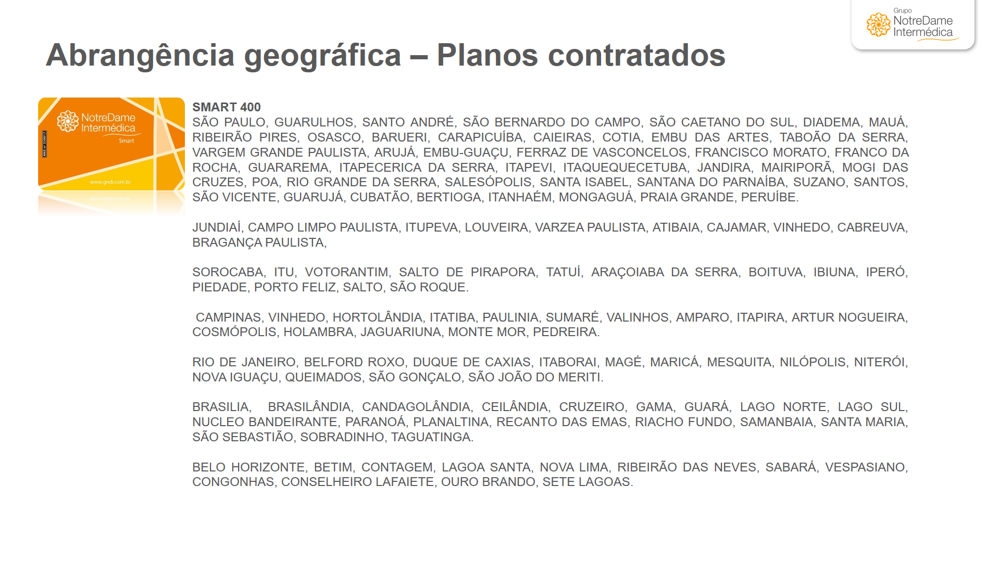 Grupo
NotreDame
Intermédica
Abrangência geográfica – Planos contratados
NotreDame
Intermédica
Smart
ANS nº 359017
www.gndi.com.br
SMART 400
SÃO PAULO, GUARULHOS, SANTO ANDRÉ, SÃO BERNARDO DO CAMPO, SÃO CAETANO DO SUL, DIADEMA, MAUÁ,
RIBEIRÃO PIRES, OSASCO, BARUERI, CARAPICUÍBA, CAIEIRAS, COTIA, EMBU DAS ARTES, TABOÃO DA SERRA,
VARGEM GRANDE PAULISTA, ARUJÁ, EMBU-GUAÇU, FERRAZ DE VASCONCELOS, FRANCISCO MORATO, FRANCO DA
ROCHA, GUARAREMA, ITAPECERICA DA SERRA, ITAPEVI, ITAQUEQUECETUBA, JANDIRA, MAIRIPORÃ, MOGI DAS
CRUZES, POA, RIO GRANDE DA SERRA, SALESÓPOLIS, SANTA ISABEL, SANTANA DO PARNAÍBA, SUZANO, SANTOS,
SÃO VICENTE, GUARUJÁ, CUBATÃO, BERTIOGA, ITANHAÉM, MONGAGUÁ, PRAIA GRANDE, PERUÍBE.
JUNDIAÍ, CAMPO LIMPO PAULISTA, ITUPEVA, LOUVEIRA, VARZEA PAULISTA, ATIBAIA, CAJAMAR, VINHEDO, CABREUVA,
BRAGANÇA PAULISTA,
SOROCABA, ITU, VOTORANTIM, SALTO DE PIRAPORA, TATUÍ, ARAÇOIABA DA SERRA, BOITUVA, IBIUNA, IPERÓ,
PIEDADE, PORTO FELIZ, SALTO, SÃO ROQUE.
CAMPINAS, VINHEDO, HORTOLÂNDIA, ITATIBA, PAULINIA, SUMARÉ, VALINHOS, AMPARO, ITAPIRA, ARTUR NOGUEIRA,
COSMÓPOLIS, HOLAMBRA, JAGUARIUNA, MONTE MOR, PEDREIRA.
RIO DE JANEIRO, BELFORD ROXO, DUQUE DE CAXIAS, ITABORAI, MAGÉ, MARICÁ, MESQUITA, NILÓPOLIS, NITERÓI,
NOVA IGUAÇU, QUEIMADOS, SÃO GONÇALO, SÃO JOÃO DO MERITI.
BRASILIA, BRASILÂNDIA, CANDAGOLÂNDIA, CEILÂNDIA, CRUZEIRO, GAMA, GUARÁ, LAGO NORTE, LAGO SUL,
NUCLEO BANDEIRANTE, PARANOÁ, PLANALTINA, RECANTO DAS EMAS, RIACHO FUNDO, SAMANBAIA, SANTA MARIA,
SÃO SEBASTIÃO, SOBRADINHO, TAGUATINGA.
BELO HORIZONTE, BETIM, CONTAGEM, LAGOA SANTA, NOVA LIMA, RIBEIRÃO DAS NEVES, SABARÁ, VESPASIANO,
CONGONHAS, CONSELHEIRO LAFAIETE, OURO BRANDO, SETE LAGOAS.